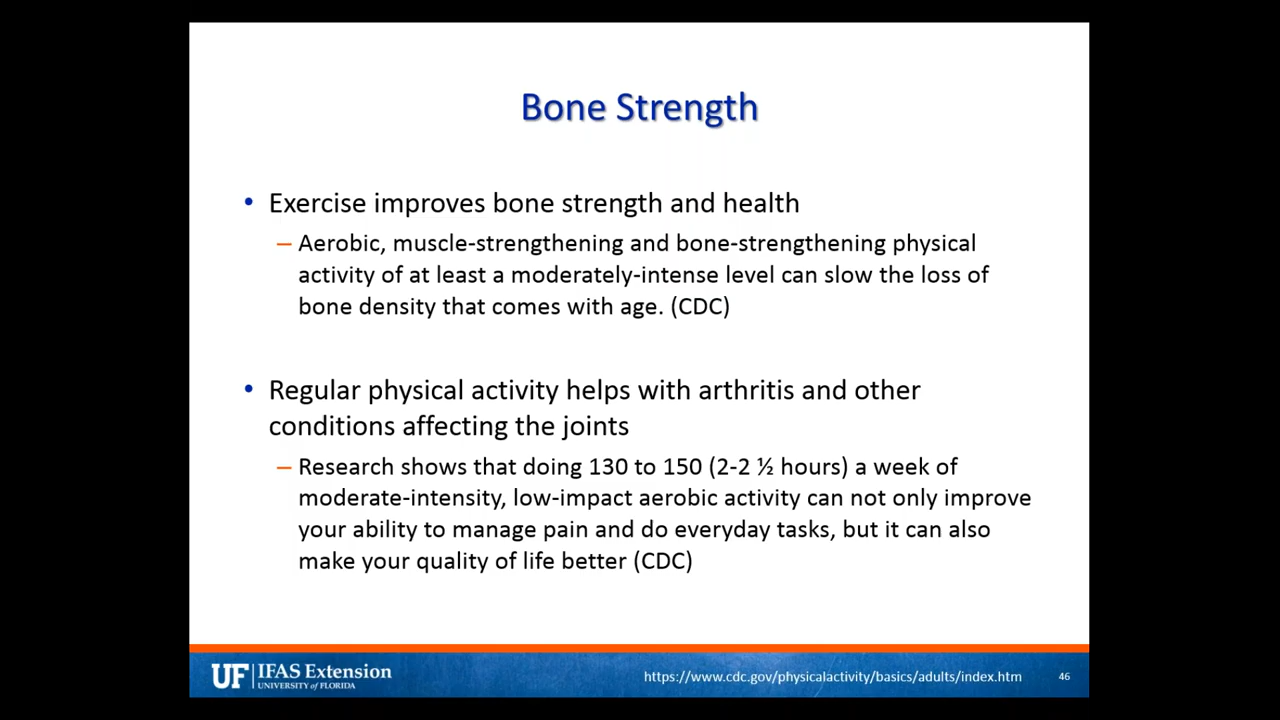 Bone Strength
• Exercise improves bone strength and health
– Aerobic, muscle-strengthening and bone-strengthening physical
activity of at least a moderately-intense level can slow the loss of
bone density that comes with age. (CDC)
• Regular physical activity helps with arthritis and other
conditions affecting the joints
– Research shows that doing 130 to 150 (2-2 ½ hours) a week of
moderate-intensity, low-impact aerobic activity can not only improve
your ability to manage pain and do everyday tasks, but it can also
make your quality of life better (CDC)
UF IFAS Extension
UNIVERSITY of FLORIDA
https://www.cdc.gov/physicalactivity/basics/adults/index.htm
46